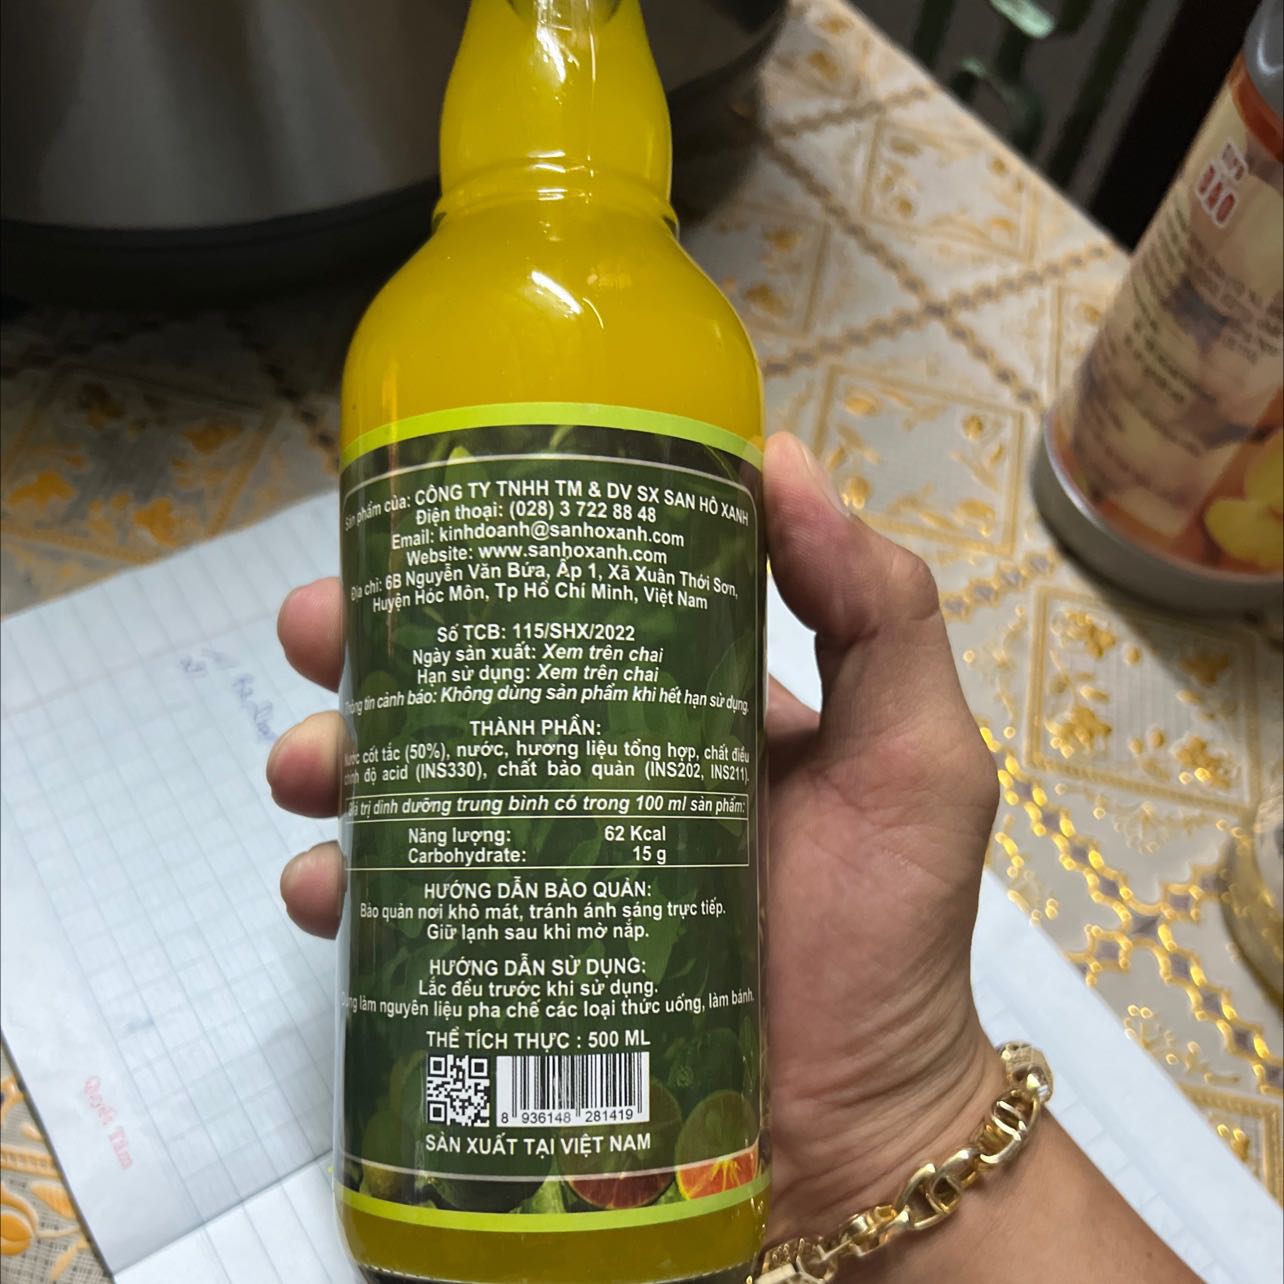 Sản phẩm của: CÔNG TY TNHH TM & DV SX SAN HÔ XANH
Điện thoại: (028) 3 722 88 48
Email: kinhdoanh@sanhoxanh.com
Website: www.sanhoxanh.com
Địa chỉ: 6B Nguyễn Văn Bứa, Ấp 1, Xã Xuân Thới Sơn,
Huyện Hóc Môn, Tp Hồ Chí Minh, Việt Nam
Số TCB: 115/SHX/2022
Ngày sản xuất: Xem trên chai
Hạn sử dụng: Xem trên chai
Thông tin cảnh báo: Không dùng sản phẩm khi hết hạn sử dụng.
THÀNH PHẦN:
Nước cốt tắc (50%), nước, hương liệu tổng hợp, chất điều
chỉnh độ acid (INS330), chất bảo quản (INS202, INS211).
Giá trị dinh dưỡng trung bình có trong 100 ml sản phẩm:
Năng lượng: 62 Kcal
Carbohydrate: 15 g
HƯỚNG DẪN BẢO QUẢN:
Bảo quản nơi khô mát, tránh ánh sáng trực tiếp.
Giữ lạnh sau khi mở nắp.
HƯỚNG DẪN SỬ DỤNG:
Lắc đều trước khi sử dụng.
Dùng làm nguyên liệu pha chế các loại thức uống, làm bánh.
THỂ TÍCH THỰC : 500 ML
8 936148 281419
SẢN XUẤT TẠI VIỆT NAM
ĐÀO
Quyết Tâm